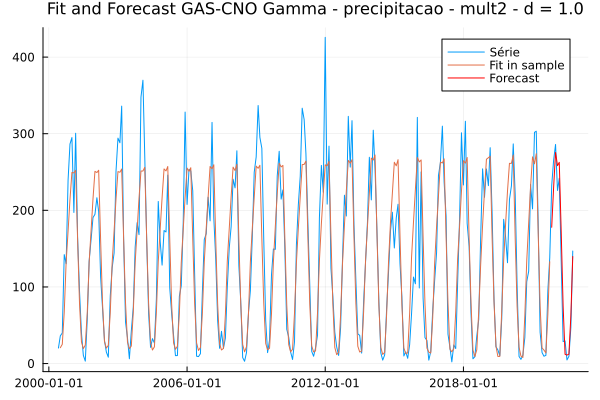 Fit and Forecast GAS-CNO Gamma - precipitacao - mult2 - d = 1.0
Série
Fit in sample
Forecast
400
300
200
100
0
2000-01-01 2006-01-01 2012-01-01 2018-01-01